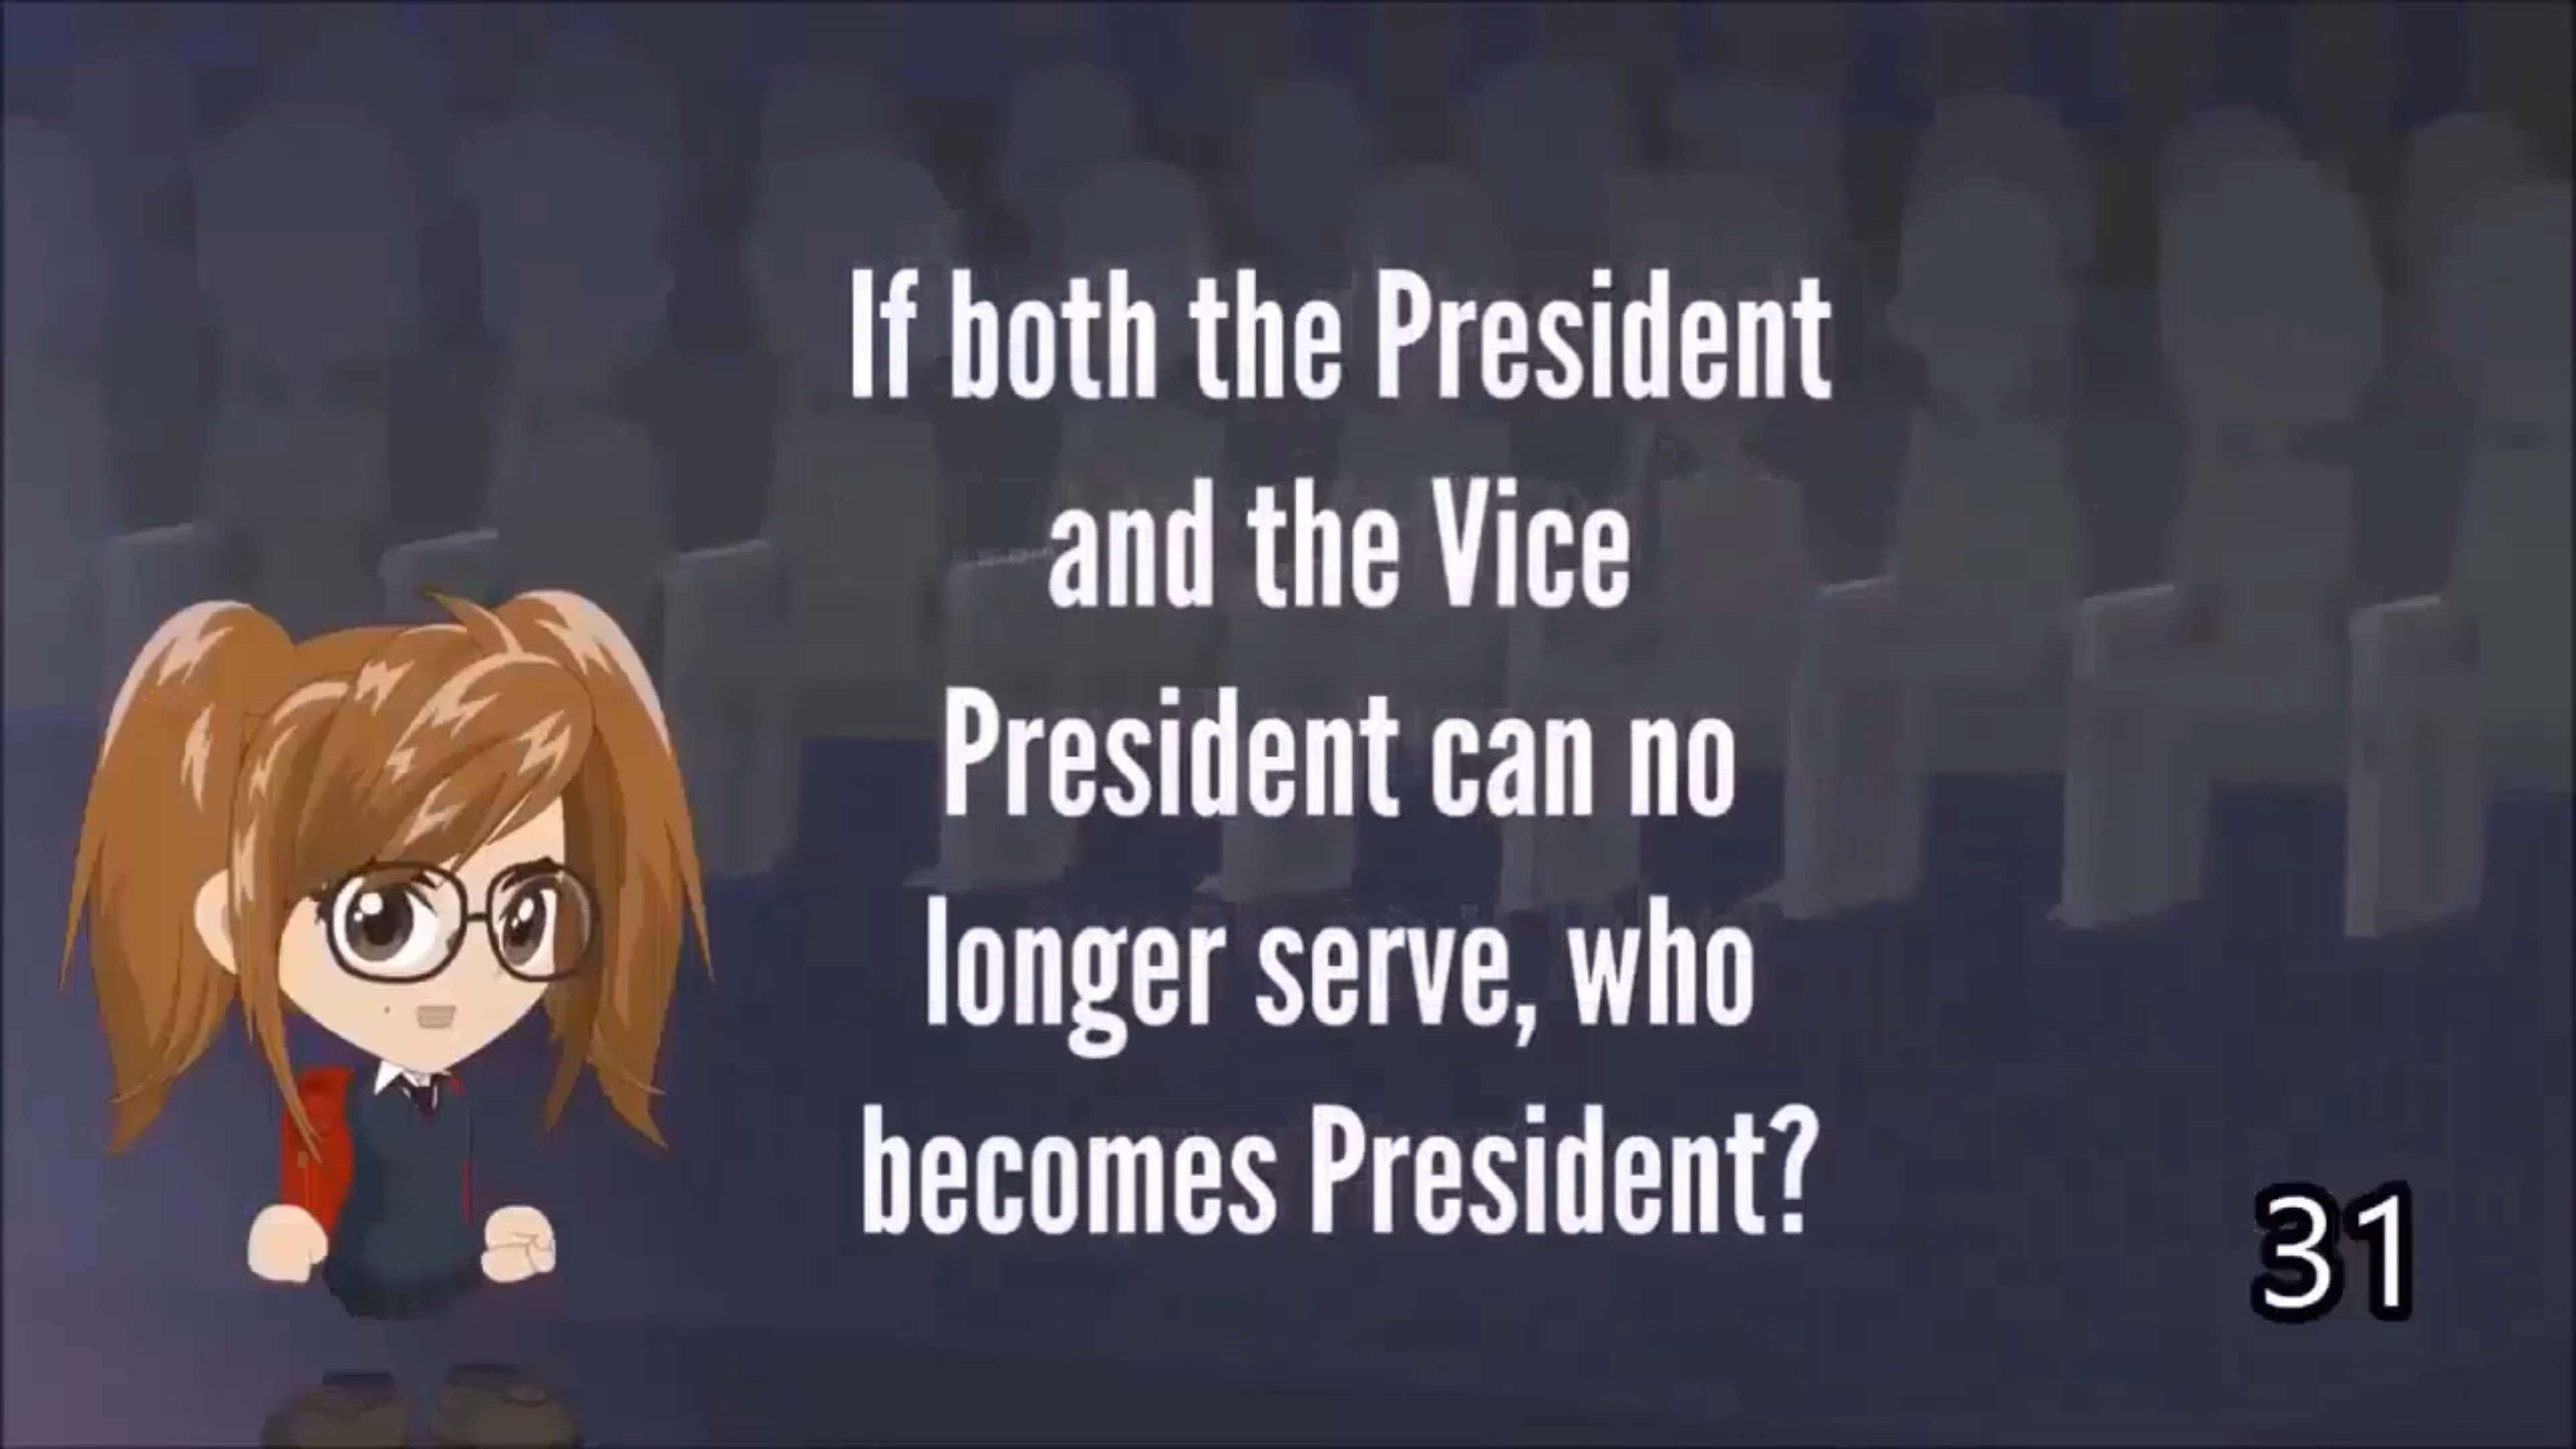 If both the President
and the Vice
President can no
longer serve, who
becomes President?
31